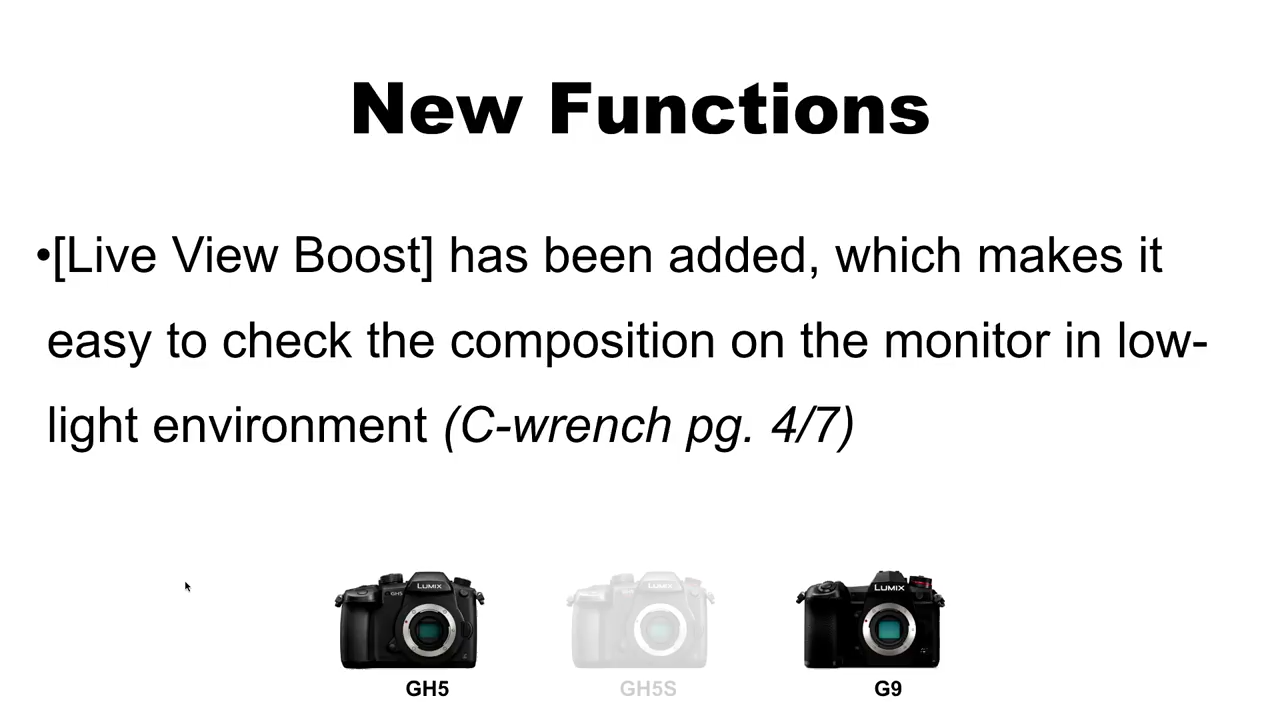 New Functions
•[Live View Boost] has been added, which makes it
easy to check the composition on the monitor in low-
light environment (C-wrench pg. 4/7)
LUMIX
GH5
LUMIX
LUMIX
GH5
GH5S
G9